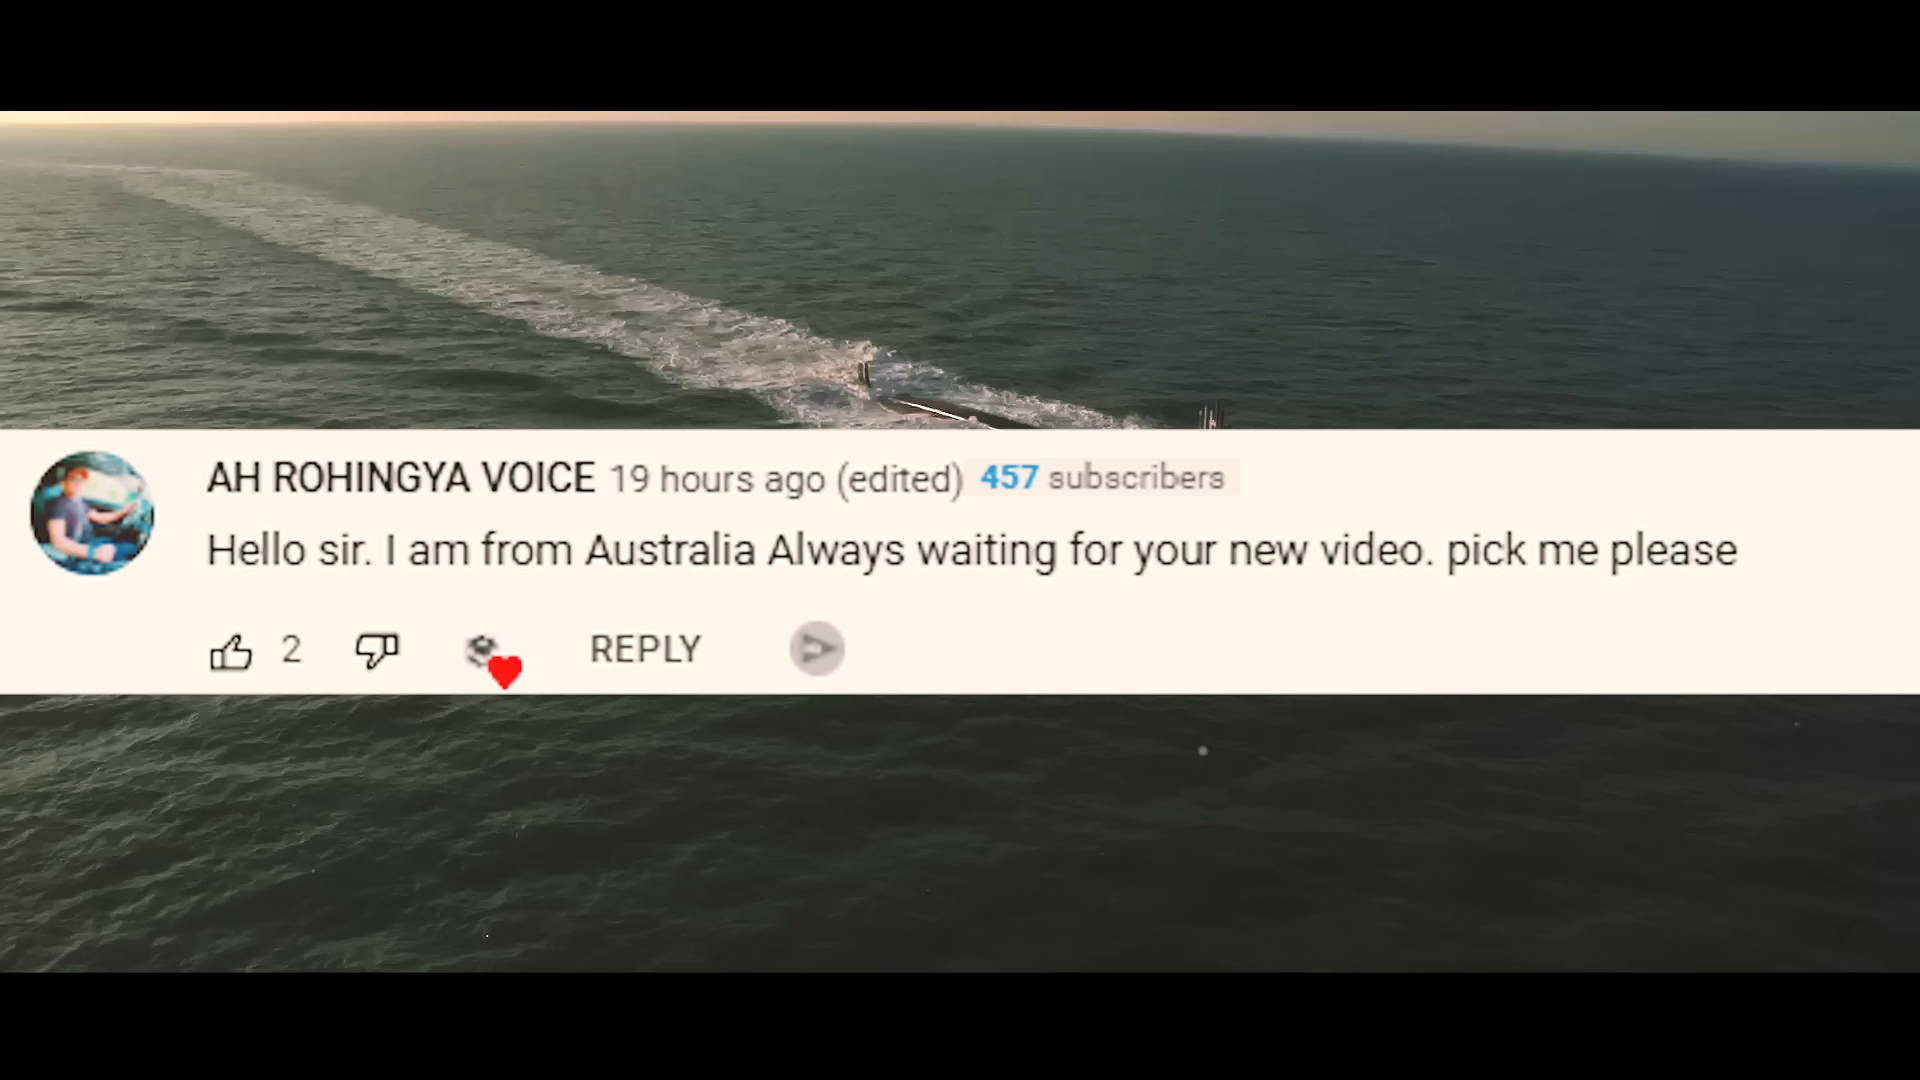 AH ROHINGYA VOICE 19 hours ago (edited) 457 subscribers
Hello sir. I am from Australia Always waiting for your new video. pick me please
2 REPLY